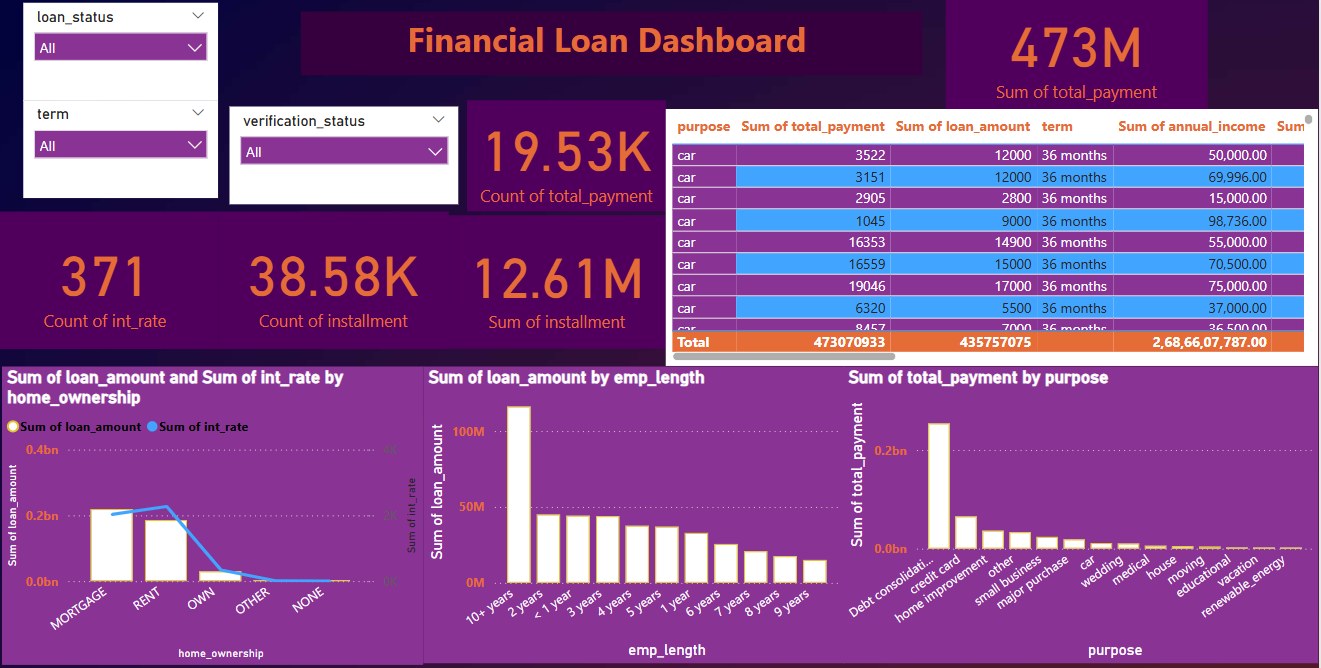 loan_status
All
term
All
verification_status
All
Financial Loan Dashboard
473M
Sum of total_payment
19.53K
Count of total_payment
371
Count of int_rate
38.58K
Count of installment
12.61M
Sum of installment
purpose Sum of total_payment Sum of loan_amount term Sum of annual_income Sum
car 3522 12000 36 months 50,000.00
car 3151 12000 36 months 69,996.00
car 2905 2800 36 months 15,000.00
car 1045 9000 36 months 98,736.00
car 16353 14900 36 months 55,000.00
car 16559 15000 36 months 70,500.00
car 19046 17000 36 months 75,000.00
car 6320 5500 36 months 37,000.00
car 8457 7000 36 months 36,500.00
Total 473070933 435757075 2,68,66,07,787.00
Sum of loan_amount and Sum of int_rate by
home_ownership
Sum of loan_amount Sum of int_rate
Sum of loan_amount
0.4bn
0.2bn
0.0bn
4K
2K
0K
Sum of int_rate
MORTGAGE
RENT
OWN
OTHER
NONE
home_ownership
Sum of loan_amount by emp_length
Sum of loan_amount
100M
50M
0M
10+ years
2 years
< 1 year
3 years
4 years
5 years
1 year
6 years
7 years
8 years
9 years
emp_length
Sum of total_payment by purpose
Sum of total_payment
0.2bn
0.0bn
Debt consolidati...
credit card
home improvement
other
small business
major purchase
car
wedding
medical
house
moving
educational
vacation
renewable_energy
purpose